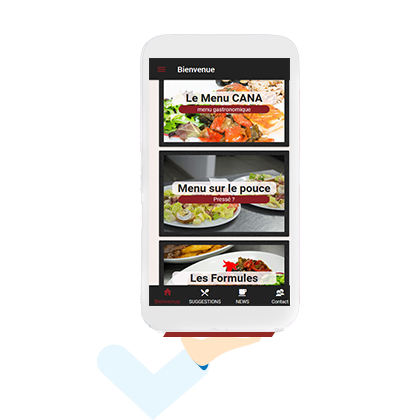 Bienvenue
Le Menu CANA
menu gastronomique
Menu sur le pouce
Pressé ?
Les Formules
Bienvenue SUGGESTIONS NEWS Contact